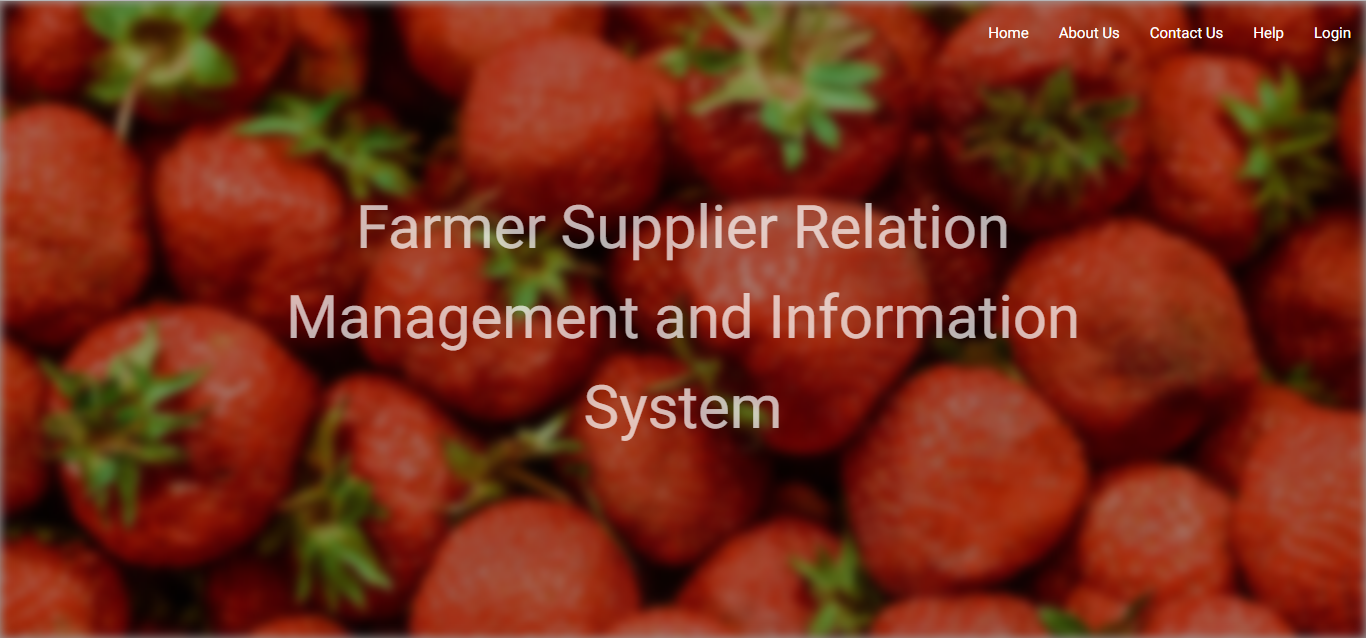 Home About Us Contact Us Help Login
Farmer Supplier Relation
Management and Information
System